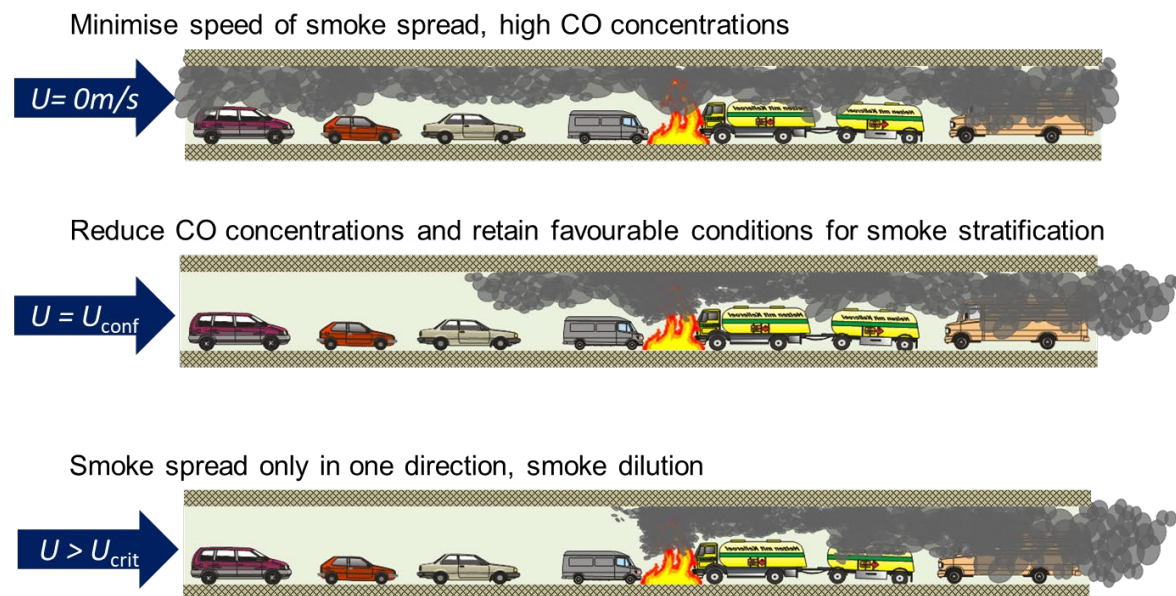 Minimise speed of smoke spread, high CO concentrations
U= 0m/s
Reduce CO concentrations and retain favourable conditions for smoke stratification
U = Uconf
Smoke spread only in one direction, smoke dilution
U > Ucrit